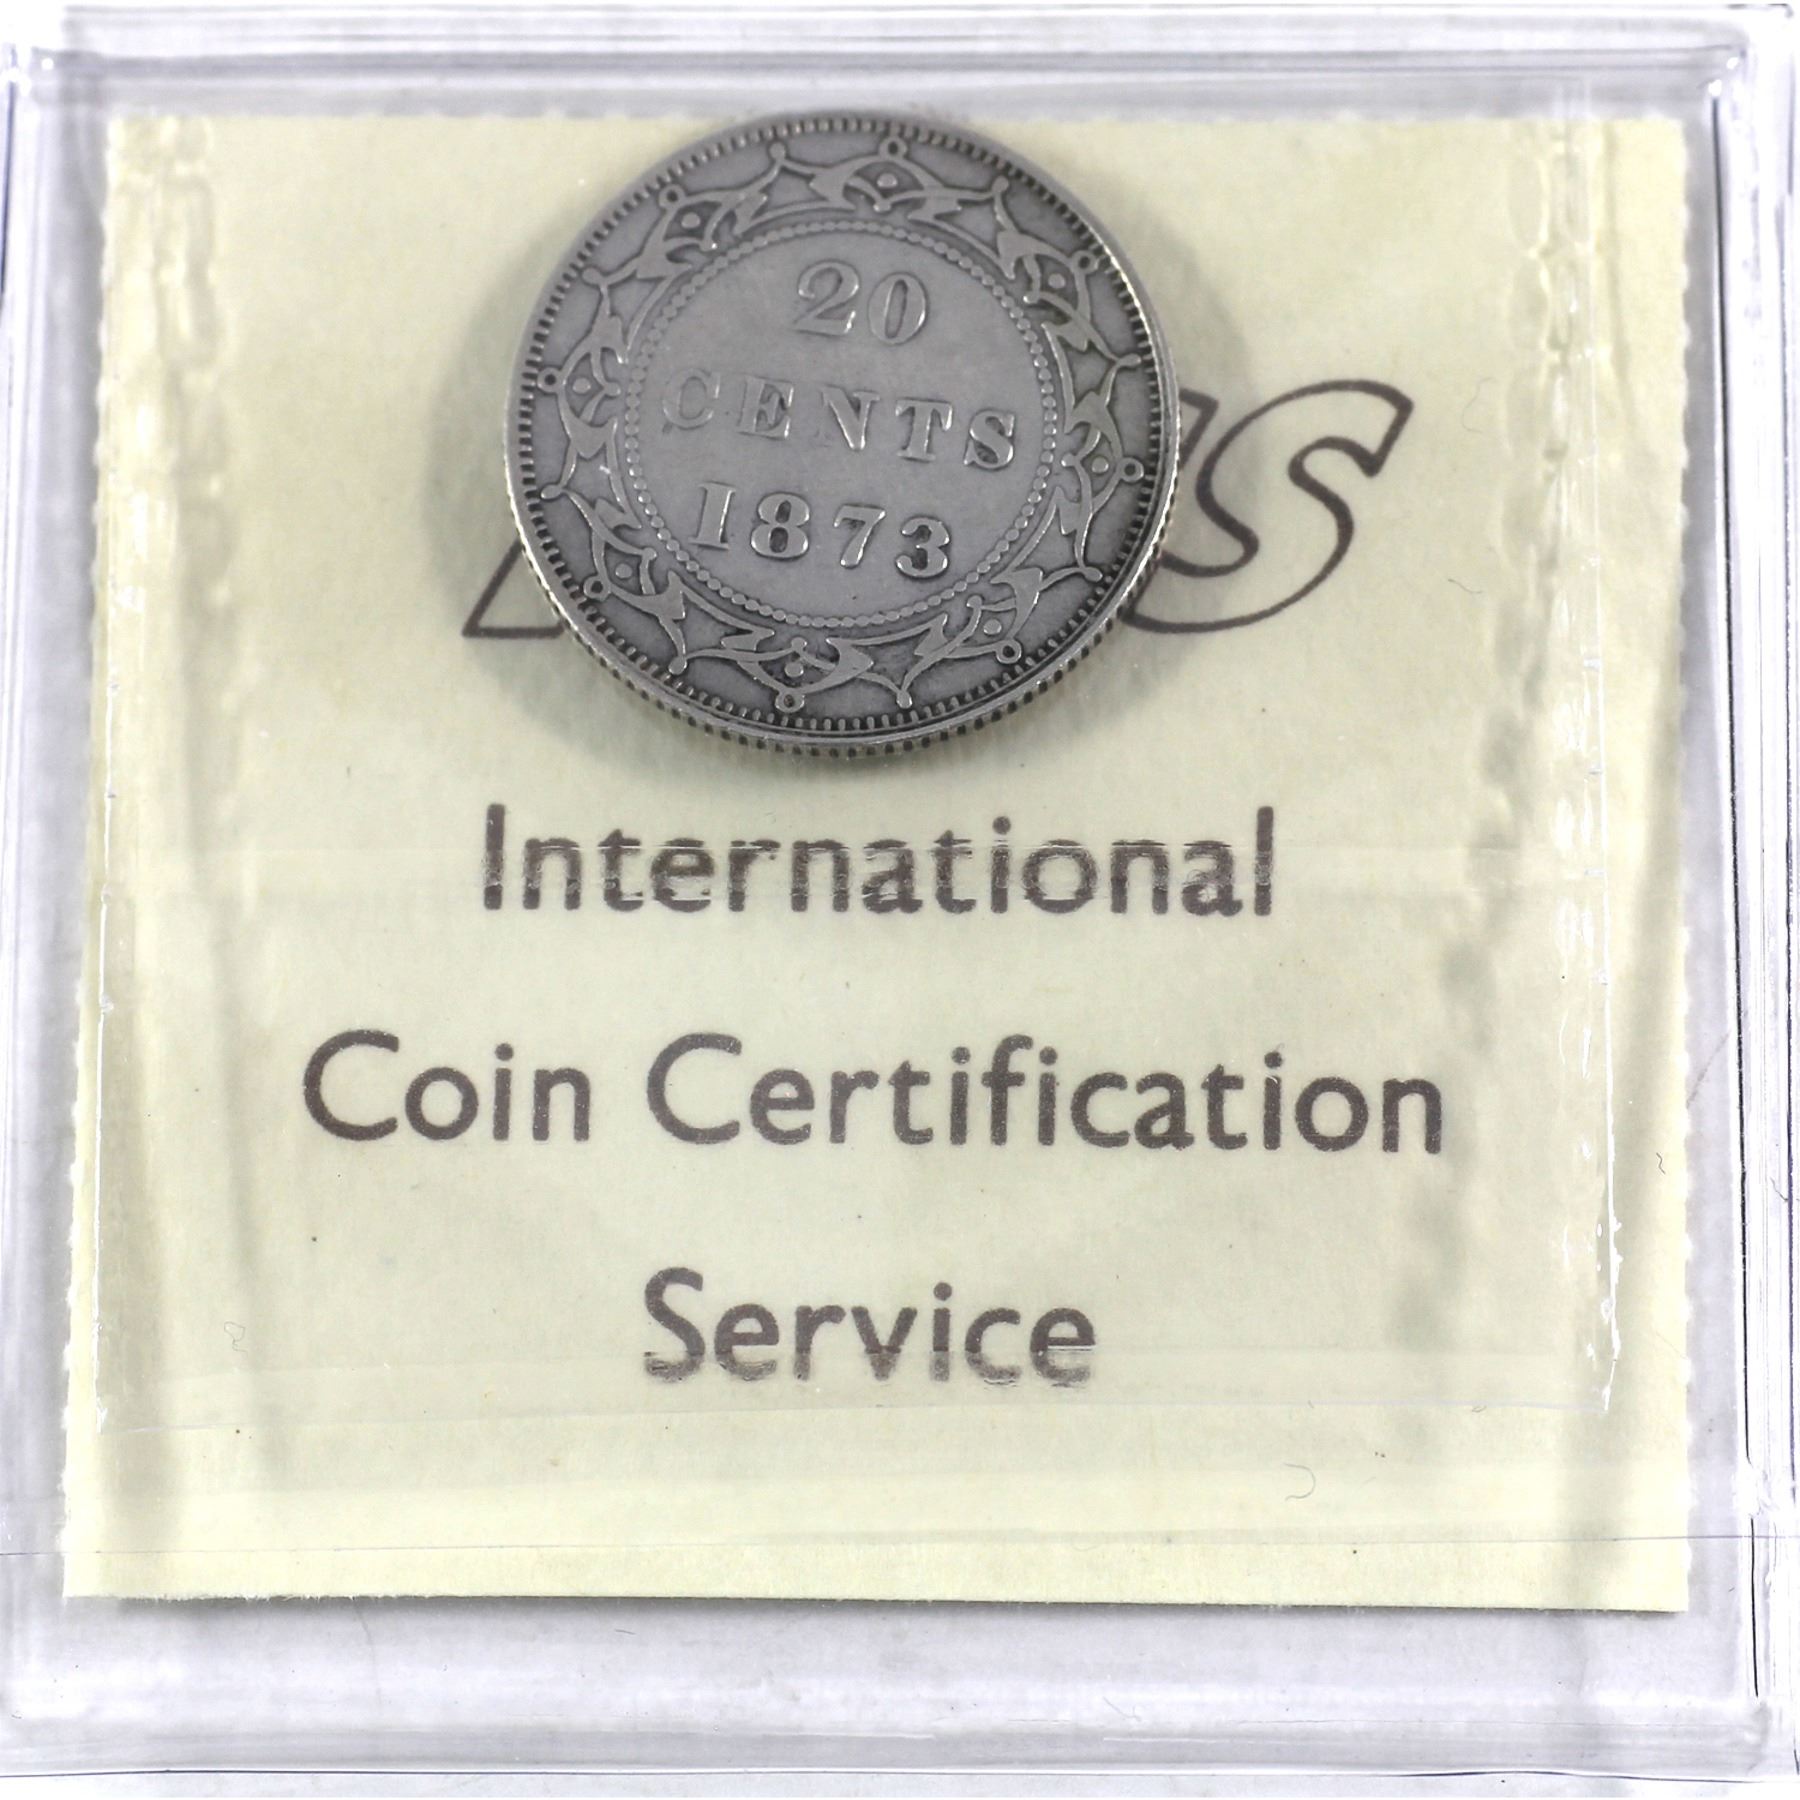 20
CENTS
1873
International
Coin Certification
Service